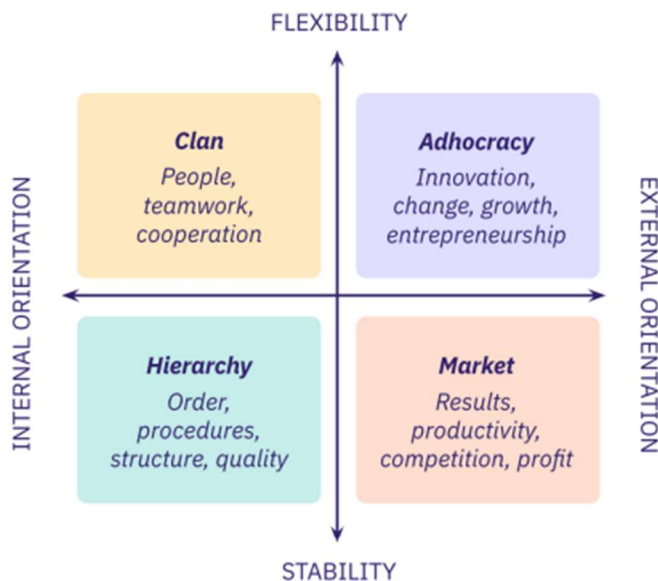 FLEXIBILITY
Clan
People,
teamwork,
cooperation
Adhocracy
Innovation,
change, growth,
entrepreneurship
INTERNAL ORIENTATION
EXTERNAL ORIENTATION
Hierarchy
Order,
procedures,
structure, quality
Market
Results,
productivity,
competition, profit
STABILITY